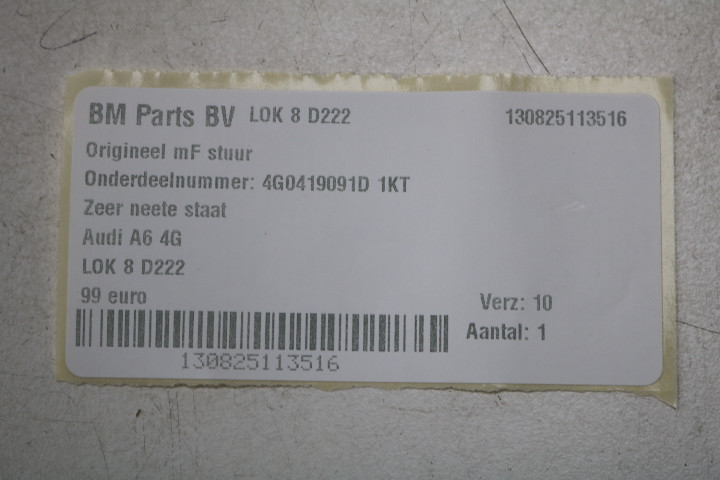 BM Parts BV LOK 8 D222 130825113516
Origineel mF stuur
Onderdeelnummer: 4G0419091D 1KT
Zeer neete staat
Audi A6 4G
LOK 8 D222
99 euro Verz: 10
Aantal: 1
130825113516